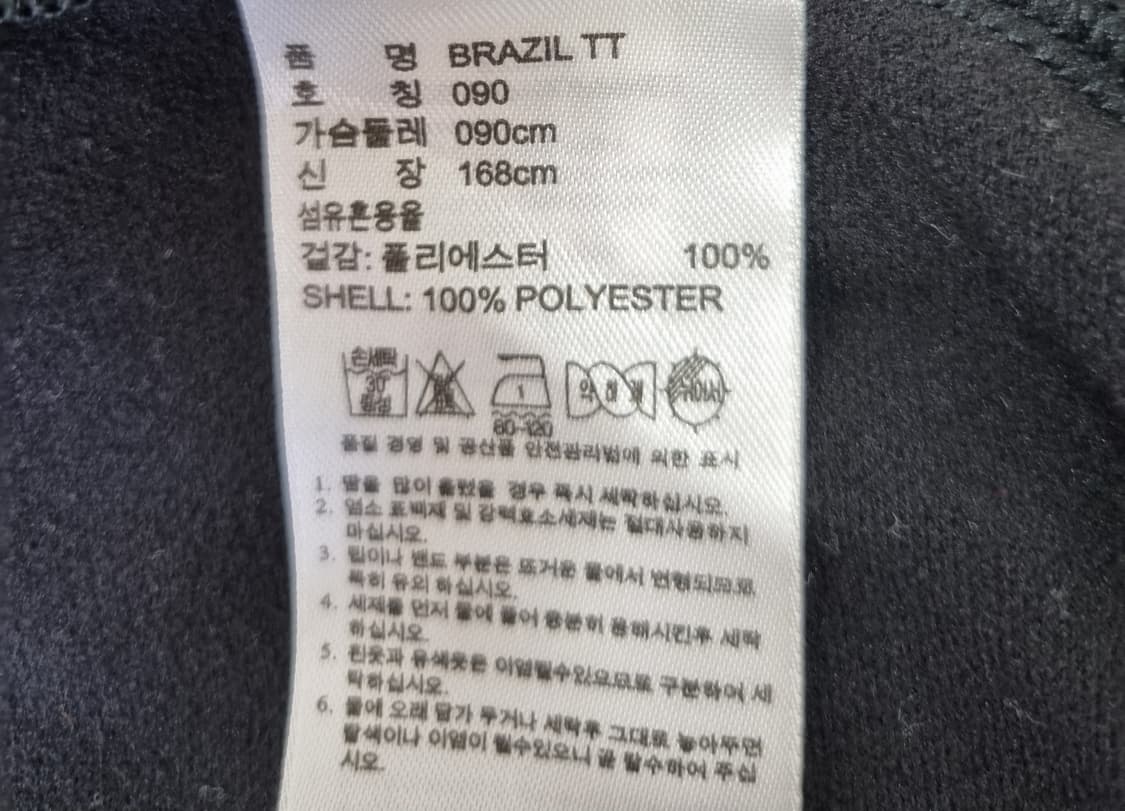 품 명 BRAZIL TT
호 칭 090
가슴둘레 090cm
신 장 168cm
섬유혼용율
겉감: 폴리에스터 100%
SHELL: 100% POLYESTER
손세탁
30°
중성
1
80-120
약하게
뉘어서
품질 경영 및 공산품 안전관리법에 의한 표시
1. 땀을 많이 흘렸을 경우 즉시 세탁하십시오.
2. 염소 표백제 및 강력효소세제는 절대사용하지
마십시오.
3. 립이나 밴드 부분은 뜨거운 물에서 변형되므로
특히 유의 하십시오.
4. 세제를 먼저 물에 풀어 충분히 용해시킨후 세탁
하십시오.
5. 흰옷과 유색옷은 이염될수있으므로 구분하여 세
탁하십시오.
6. 물에 오래 담가 두거나 세탁후 그대로 놓아두면
탈색이나 이염이 될수있으니 곧 탈수하여 주십
시오.